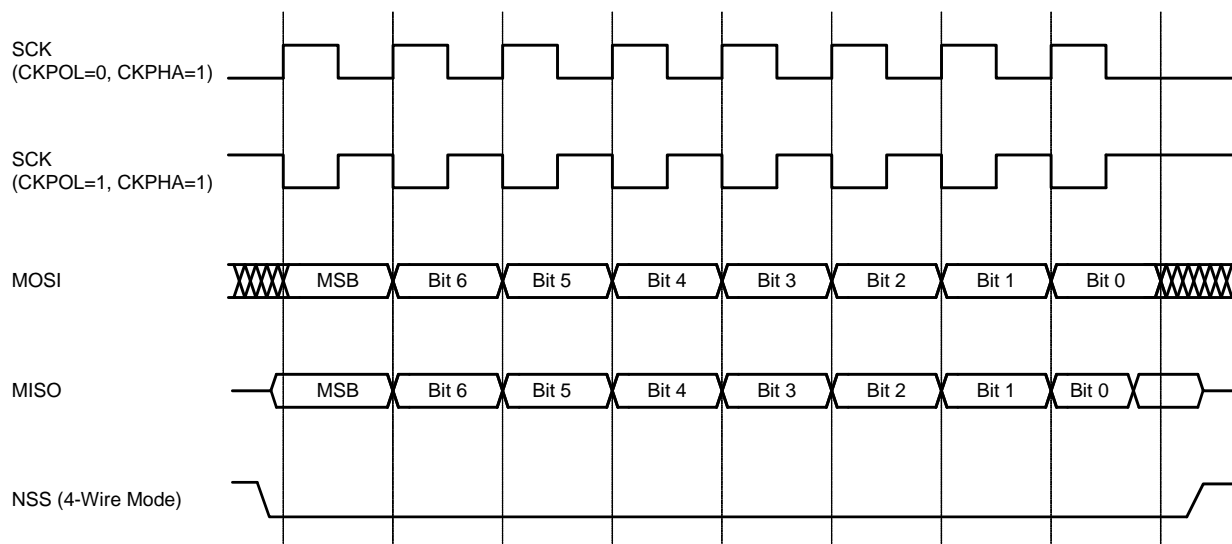 SCK
(CKPOL=0, CKPHA=1)
SCK
(CKPOL=1, CKPHA=1)
MOSI
MSB Bit 6 Bit 5 Bit 4 Bit 3 Bit 2 Bit 1 Bit 0
MISO
MSB Bit 6 Bit 5 Bit 4 Bit 3 Bit 2 Bit 1 Bit 0
NSS (4-Wire Mode)